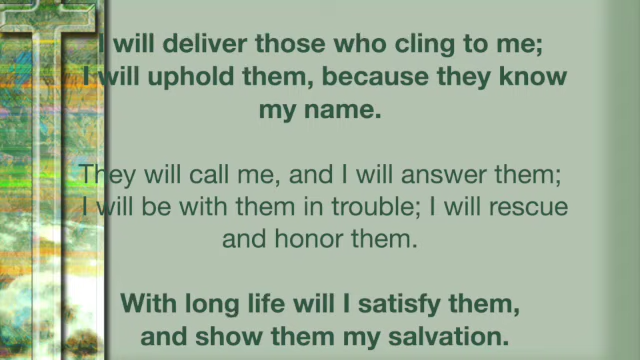 I will deliver those who cling to me;
I will uphold them, because they know
my name.
They will call me, and I will answer them;
I will be with them in trouble; I will rescue
and honor them.
With long life will I satisfy them,
and show them my salvation.